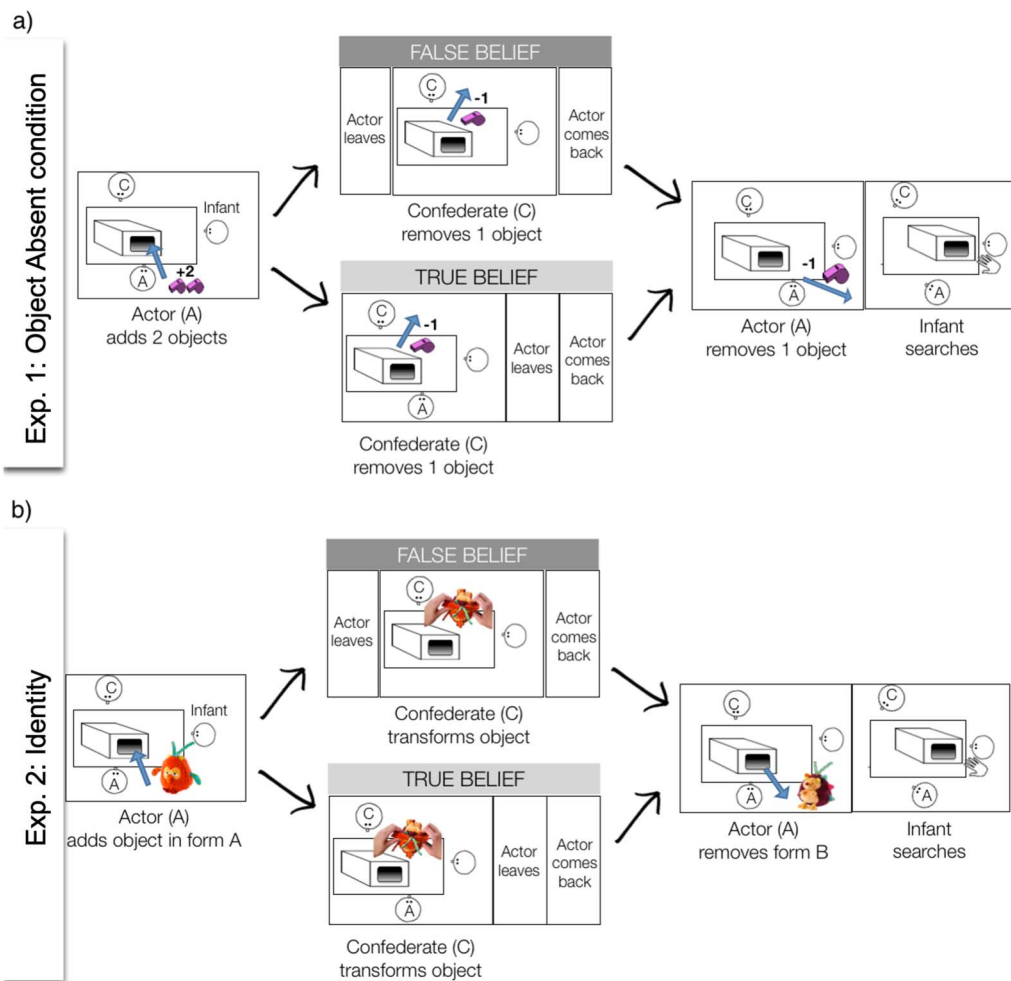 a)
Exp. 1: Object Absent condition
C
Infant
A
+2
Actor (A)
adds 2 objects
FALSE BELIEF
Actor
leaves
C
-1
Actor
comes
back
Confederate (C)
removes 1 object
TRUE BELIEF
C
-1
A
Actor
leaves
Actor
comes
back
Confederate (C)
removes 1 object
C
-1
A
Actor (A)
removes 1 object
C
A
Infant
searches
b)
Exp. 2: Identity
C
Infant
A
Actor (A)
adds object in form A
FALSE BELIEF
Actor
leaves
C
Actor
comes
back
Confederate (C)
transforms object
TRUE BELIEF
C
A
Actor
leaves
Actor
comes
back
Confederate (C)
transforms object
C
A
Actor (A)
removes form B
C
A
Infant
searches